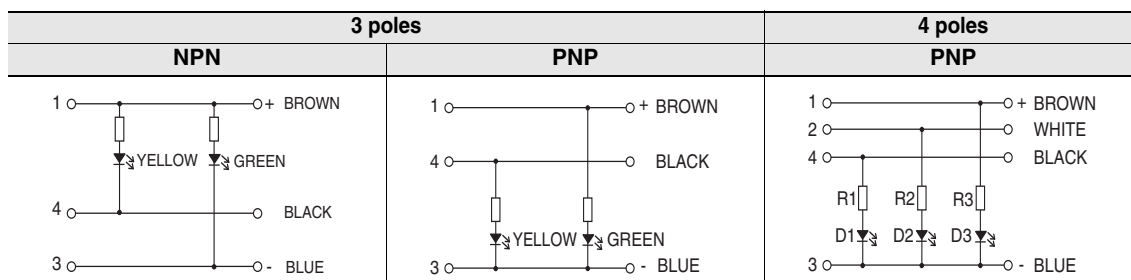 3 poles 4 poles
NPN PNP PNP
1 + BROWN
YELLOW GREEN
4 BLACK
3 - BLUE
1 + BROWN
4 BLACK
YELLOW GREEN
3 - BLUE
1 + BROWN
2 WHITE
4 BLACK
R1 R2 R3
D1 D2 D3
3 - BLUE